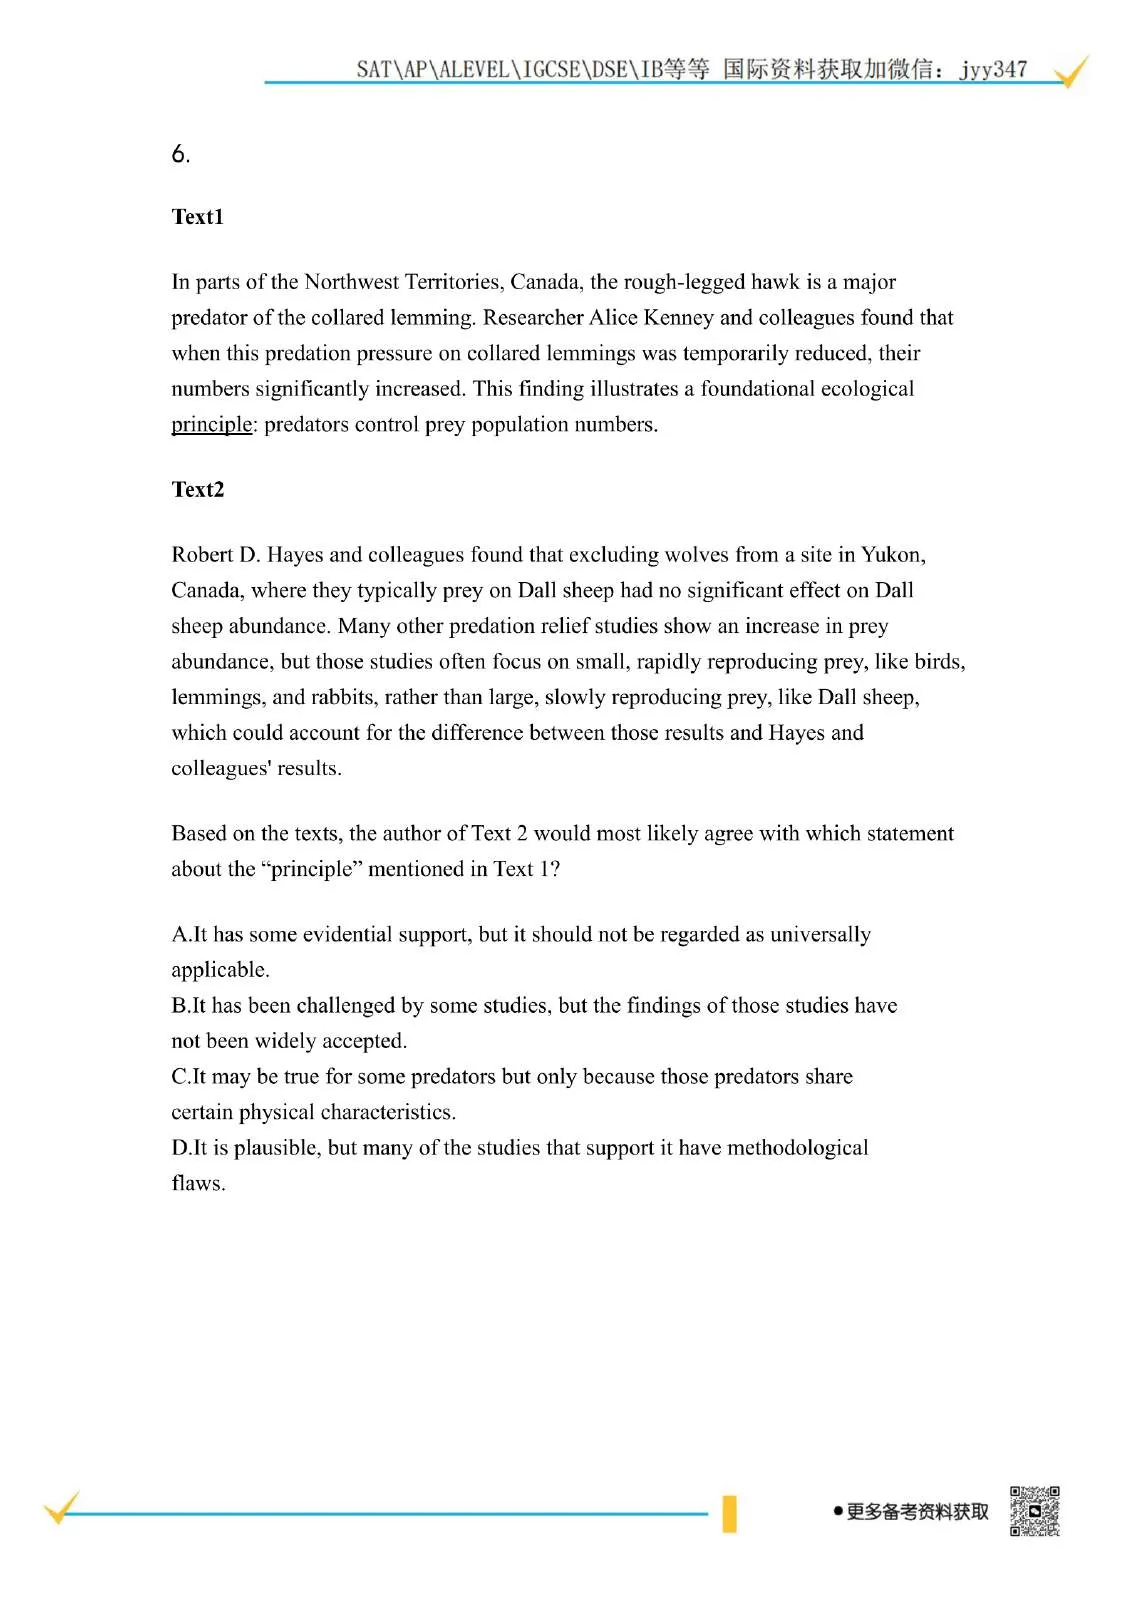 SAT\AP\ALEVEL\IGCSE\DSE\IB等等 国际资料获取加微信：jyy347
6.
Text1
In parts of the Northwest Territories, Canada, the rough-legged hawk is a major
predator of the collared lemming. Researcher Alice Kenney and colleagues found that
when this predation pressure on collared lemmings was temporarily reduced, their
numbers significantly increased. This finding illustrates a foundational ecological
principle: predators control prey population numbers.
Text2
Robert D. Hayes and colleagues found that excluding wolves from a site in Yukon,
Canada, where they typically prey on Dall sheep had no significant effect on Dall
sheep abundance. Many other predation relief studies show an increase in prey
abundance, but those studies often focus on small, rapidly reproducing prey, like birds,
lemmings, and rabbits, rather than large, slowly reproducing prey, like Dall sheep,
which could account for the difference between those results and Hayes and
colleagues' results.
Based on the texts, the author of Text 2 would most likely agree with which statement
about the “principle” mentioned in Text 1?
A.It has some evidential support, but it should not be regarded as universally
applicable.
B.It has been challenged by some studies, but the findings of those studies have
not been widely accepted.
C.It may be true for some predators but only because those predators share
certain physical characteristics.
D.It is plausible, but many of the studies that support it have methodological
flaws.
●更多备考资料获取